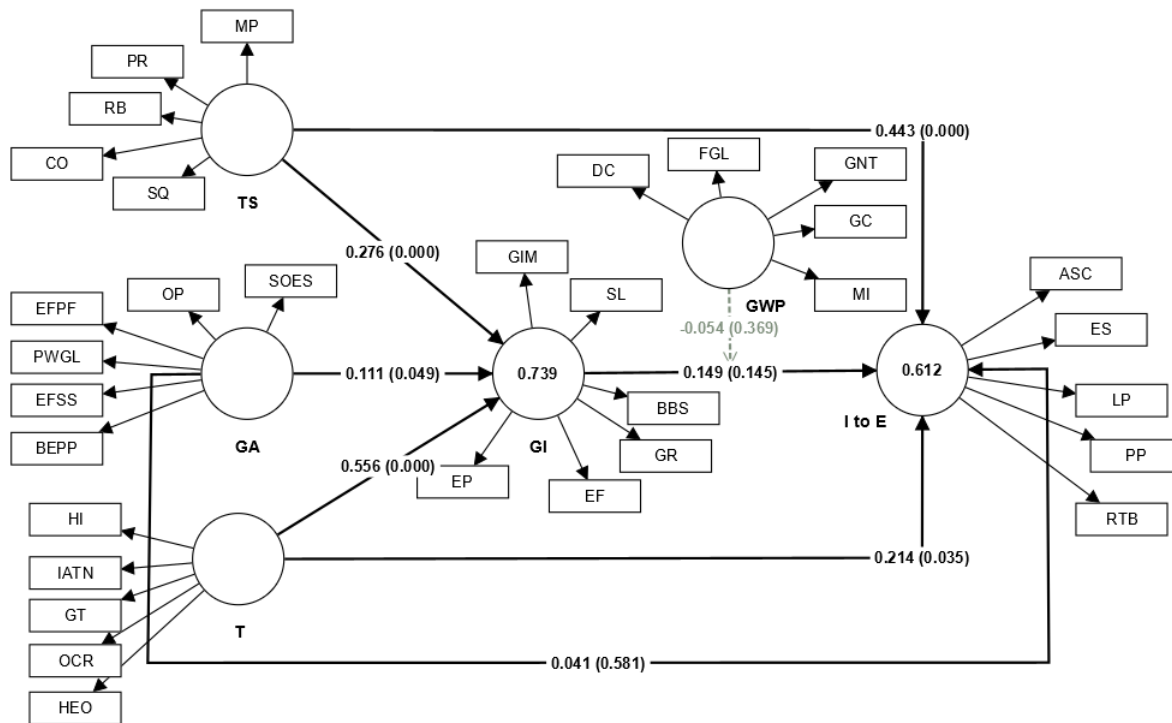 MP
PR
RB
CO
SQ
TS
0.443 (0.000)
DC
FGL
GNT
GC
MI
GWP
-0.054 (0.369)
0.276 (0.000)
GIM
SL
ASC
ES
LP
PP
RTB
I to E
0.612
OP
SOES
EFPF
PWGL
EFSS
BEPP
GA
0.111 (0.049)
0.739
0.149 (0.145)
GI
BBS
GR
EF
EP
0.556 (0.000)
HI
IATN
GT
OCR
HEO
T
0.214 (0.035)
0.041 (0.581)